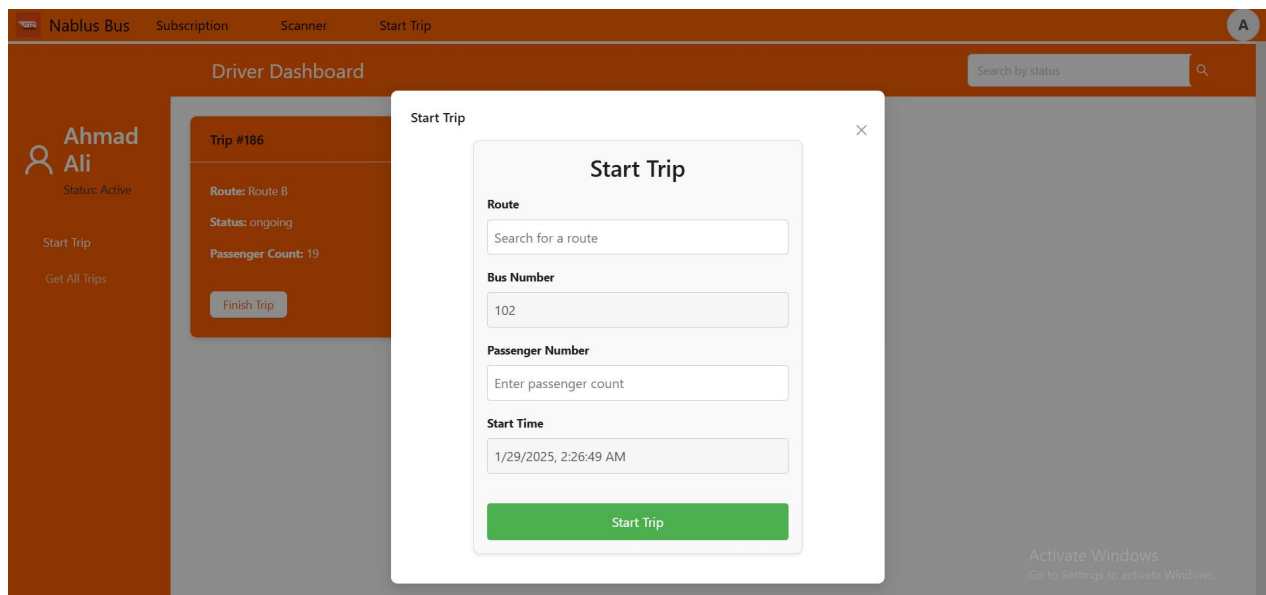 Nablus Bus Subscription Scanner Start Trip A
Driver Dashboard
Search by status
Ahmad
Ali
Status: Active
Start Trip
Get All Trips
Trip #186
Route: Route B
Status: ongoing
Passenger Count: 19
Finish Trip
Start Trip
Start Trip
Route
Search for a route
Bus Number
102
Passenger Number
Enter passenger count
Start Time
1/29/2025, 2:26:49 AM
Start Trip
Activate Windows
Go to Settings to activate Windows.